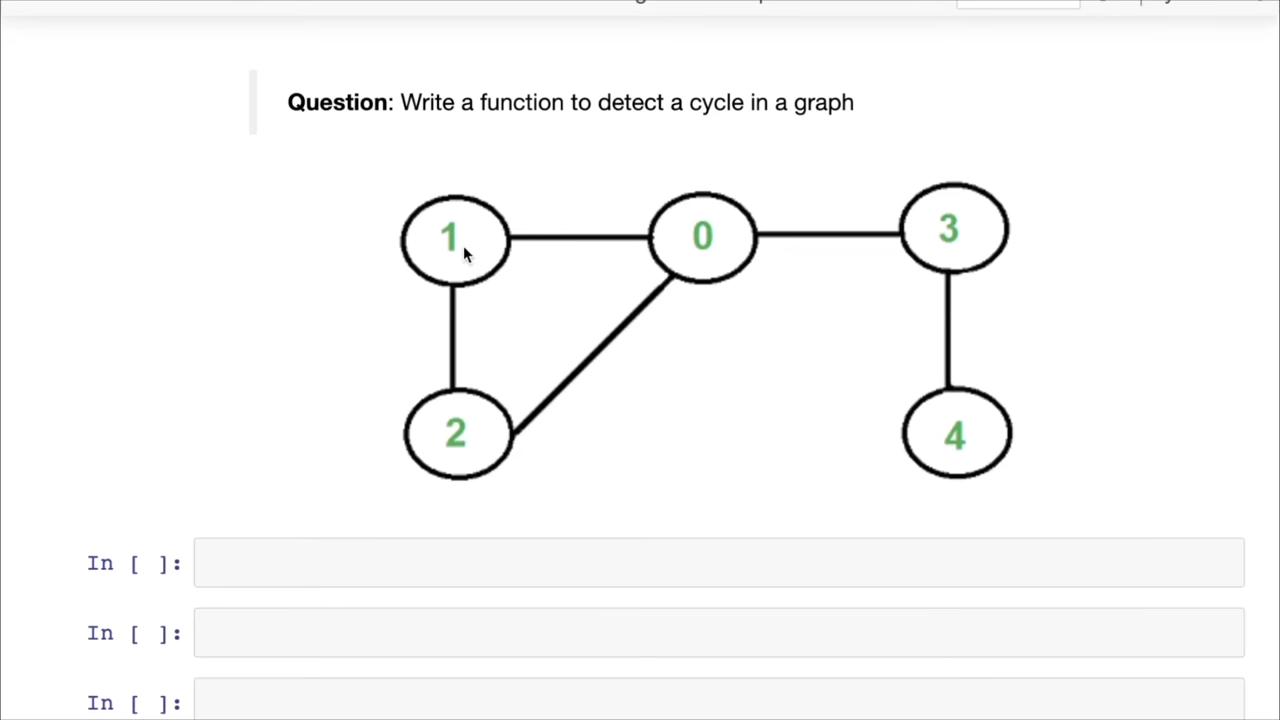 Question: Write a function to detect a cycle in a graph
1 0 3
2 4
In [ ]:
In [ ]:
In [ ]: